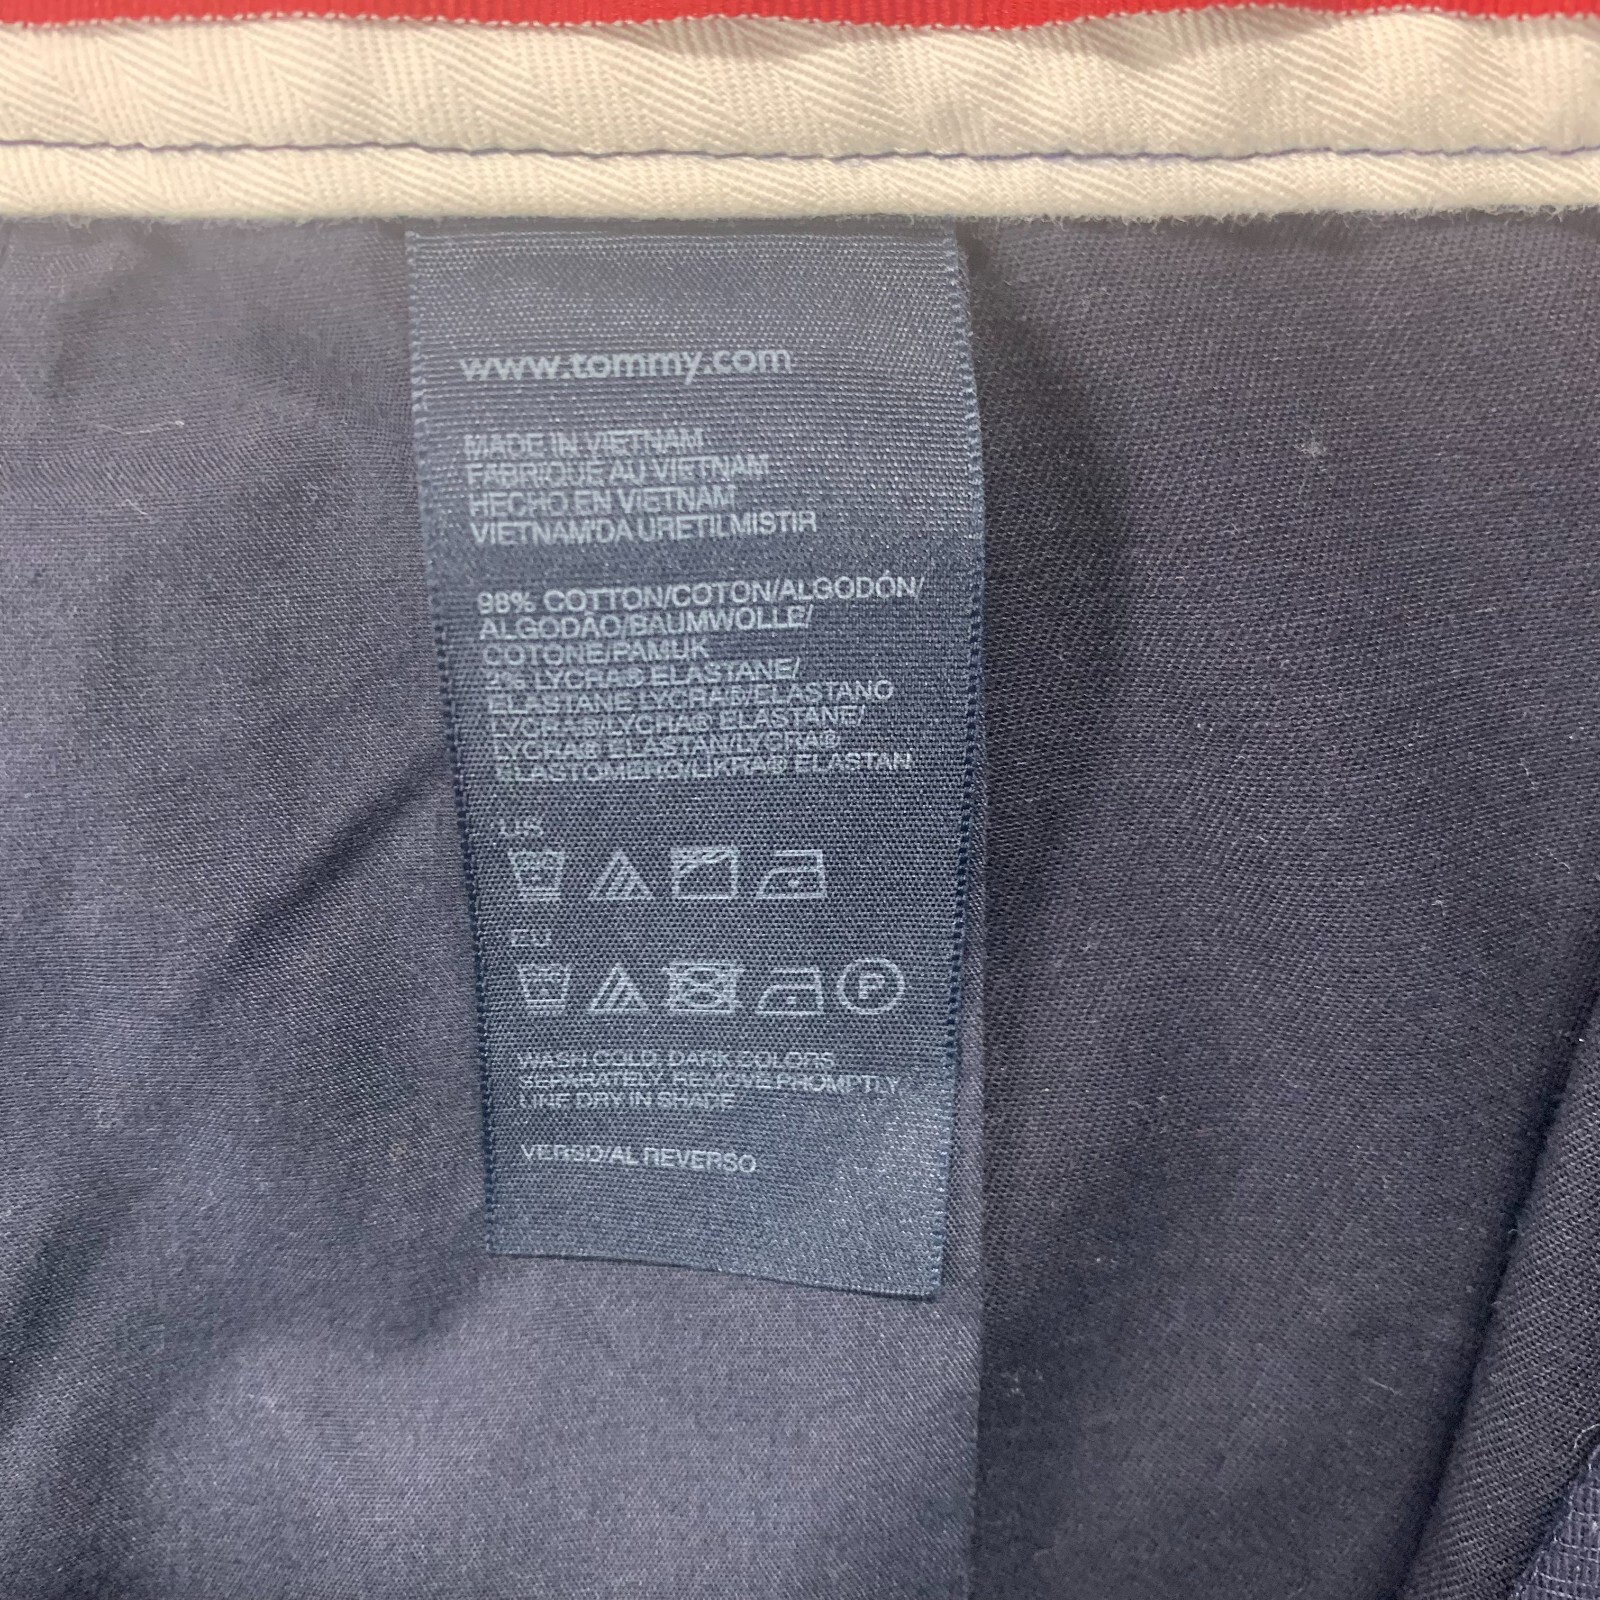 www.tommy.com
MADE IN VIETNAM
FABRIQUE AU VIETNAM
HECHO EN VIETNAM
VIETNAM'DA URETILMISTIR
98% COTTON/COTON/ALGODÓN/
ALGODÃO/BAUMWOLLE/
COTONE/PAMUK
2% LYCRA® ELASTANE/
ELASTANE LYCRA®/ELASTANO
LYCRA®/LYCRA® ELASTANE/
LYCRA® ELASTAN/LYCRA®
ELASTOMERO/LIKRA® ELASTAN
US
EU
P
WASH COLD, DARK COLORS
SEPARATELY. REMOVE PROMPTLY.
LINE DRY IN SHADE
VERSO/AL REVERSO